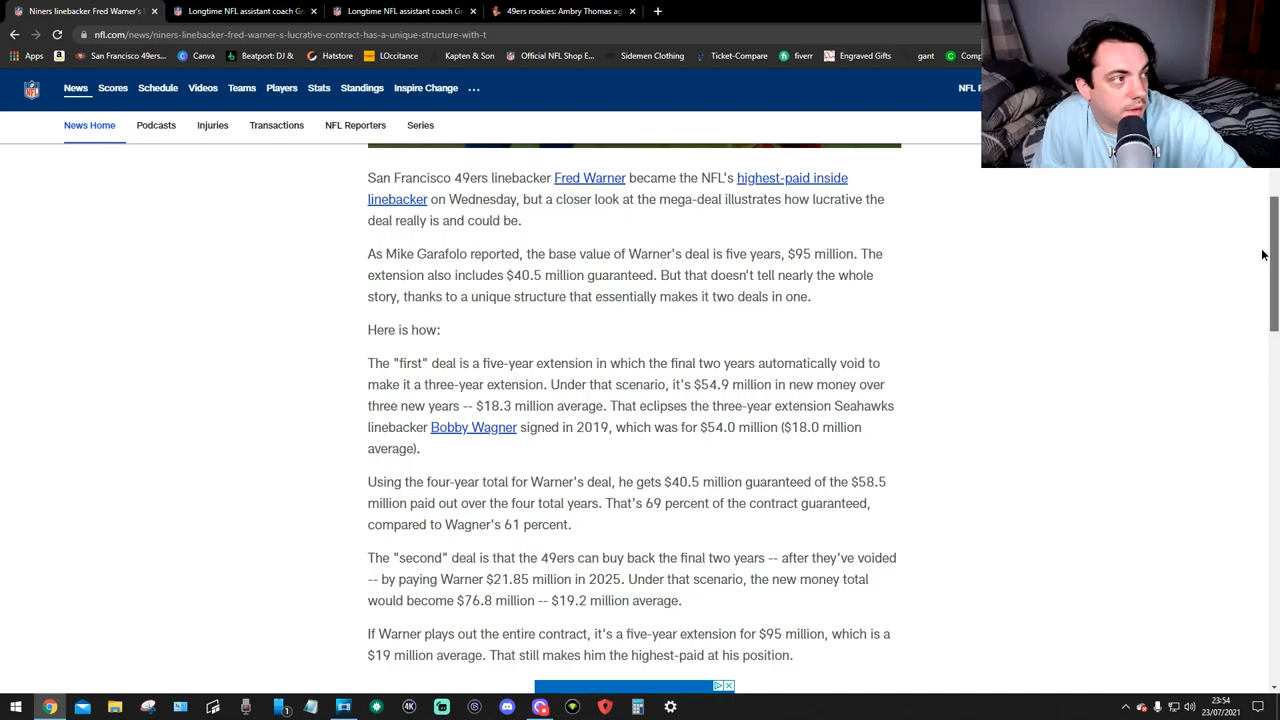 Niners linebacker Fred Warner's l
Longtime NFL assistant coach Gr
Longtime NFL assistant coach Gr
49ers rookies: Ambry Thomas ag
nfl.com/news/niners-linebacker-fred-warner-s-lucrative-contract-has-a-unique-structure-with-t
Apps San Francisco 49ers... Canva Beatport: DJ & Hatstore LOccitance Kapten & Son Official NFL Shop E... Sidemen Clothing Ticket-Compare fiverr Engraved Gifts gant Comp
News Scores Schedule Videos Teams Players Stats Standings Inspire Change ... NFL
News Home Podcasts Injuries Transactions NFL Reporters Series
San Francisco 49ers linebacker Fred Warner became the NFL's highest-paid inside
linebacker on Wednesday, but a closer look at the mega-deal illustrates how lucrative the
deal really is and could be.
As Mike Garafolo reported, the base value of Warner's deal is five years, $95 million. The
extension also includes $40.5 million guaranteed. But that doesn't tell nearly the whole
story, thanks to a unique structure that essentially makes it two deals in one.
Here is how:
The "first" deal is a five-year extension in which the final two years automatically void to
make it a three-year extension. Under that scenario, it's $54.9 million in new money over
three new years -- $18.3 million average. That eclipses the three-year extension Seahawks
linebacker Bobby Wagner signed in 2019, which was for $54.0 million ($18.0 million
average).
Using the four-year total for Warner's deal, he gets $40.5 million guaranteed of the $58.5
million paid out over the four total years. That's 69 percent of the contract guaranteed,
compared to Wagner's 61 percent.
The "second" deal is that the 49ers can buy back the final two years -- after they've voided
-- by paying Warner $21.85 million in 2025. Under that scenario, the new money total
would become $76.8 million -- $19.2 million average.
If Warner plays out the entire contract, it's a five-year extension for $95 million, which is a
$19 million average. That still makes him the highest-paid at his position.
23:54
23/07/2021